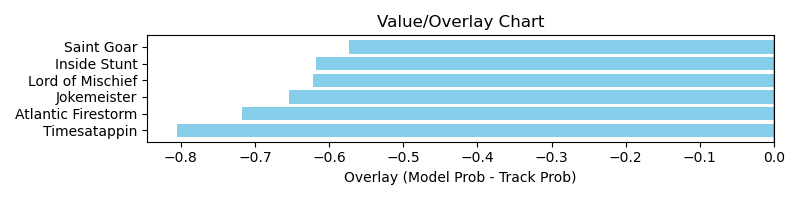 Value/Overlay Chart
Saint Goar
Inside Stunt
Lord of Mischief
Jokemeister
Atlantic Firestorm
Timesatappin
−0.8 −0.7 −0.6 −0.5 −0.4 −0.3 −0.2 −0.1 0.0
Overlay (Model Prob - Track Prob)